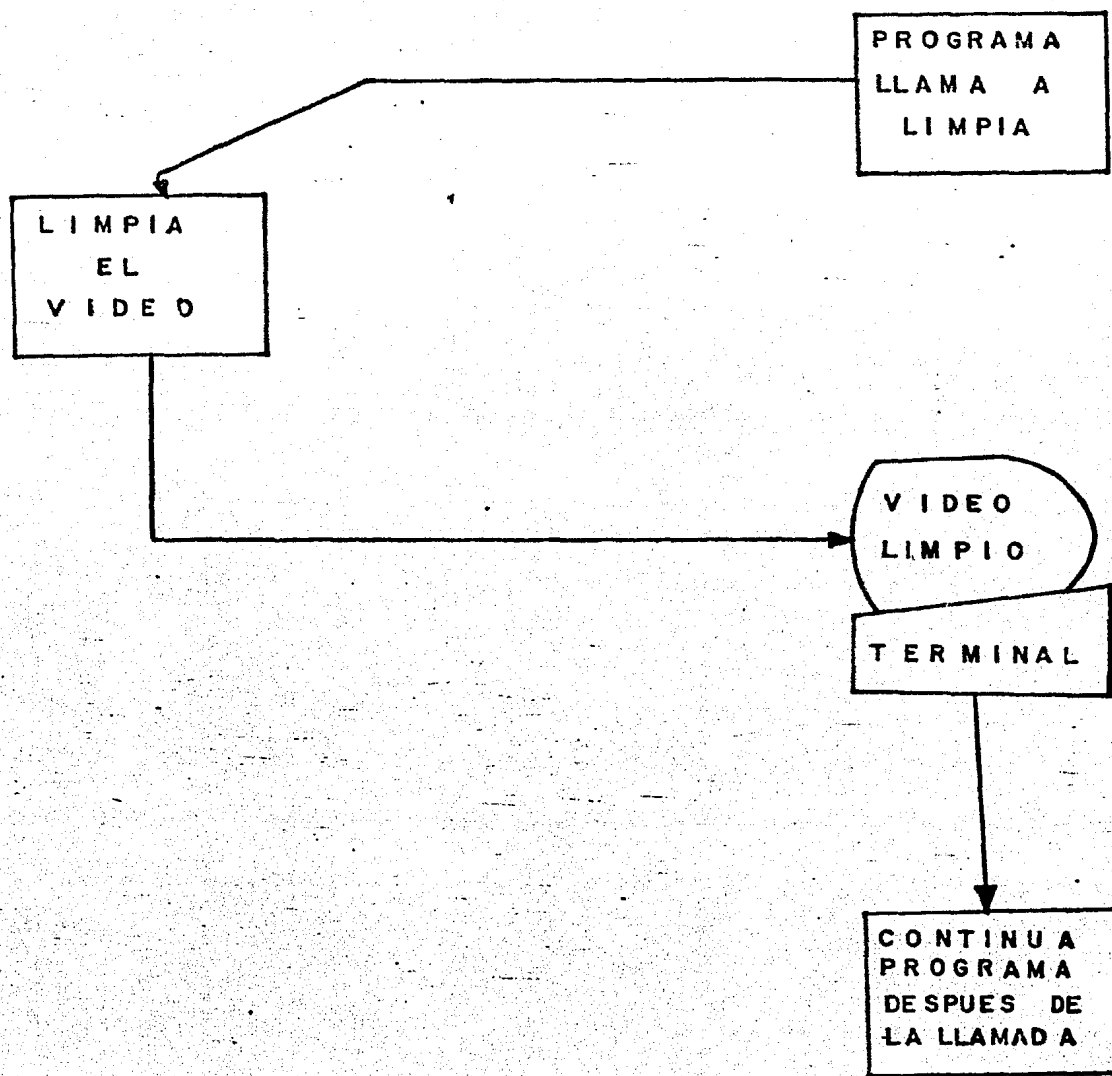 PROGRAMA
LLAMA A
LIMPIA
LIMPIA
EL
VIDEO
VIDEO
LIMPIO
TERMINAL
CONTINUA
PROGRAMA
DESPUES DE
LA LLAMADA